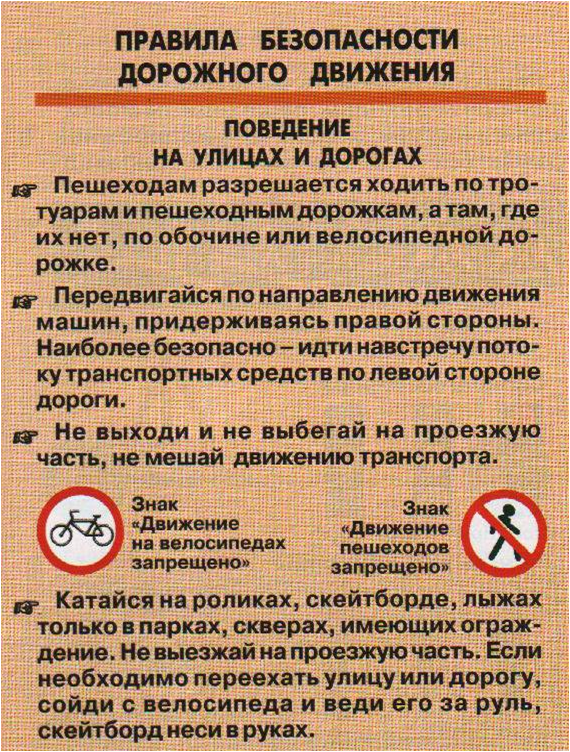 ПРАВИЛА БЕЗОПАСНОСТИ
ДОРОЖНОГО ДВИЖЕНИЯ
ПОВЕДЕНИЕ
НА УЛИЦАХ И ДОРОГАХ
Пешеходам разрешается ходить по тро-
туарам и пешеходным дорожкам, а там, где
их нет, по обочине или велосипедной до-
рожке.
Передвигайся по направлению движения
машин, придерживаясь правой стороны.
Наиболее безопасно – идти навстречу пото-
ку транспортных средств по левой стороне
дороги.
Не выходи и не выбегай на проезжую
часть, не мешай движению транспорта.
Знак
«Движение
на велосипедах
запрещено»
Знак
«Движение
пешеходов
запрещено»
Катайся на роликах, скейтборде, лыжах
только в парках, скверах, имеющих ограж-
дение. Не выезжай на проезжую часть. Если
необходимо переехать улицу или дорогу,
сойди с велосипеда и веди его за руль,
скейтборд неси в руках.